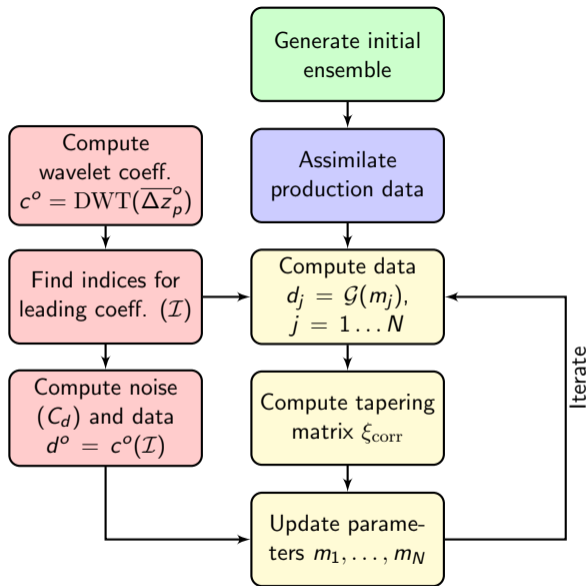 Generate initial
ensemble
Compute
wavelet coeff.
c^o = DWT(\overline{Δz}_p^o)
Assimilate
production data
Find indices for
leading coeff. (ℐ)
Compute data
d_j = 𝒢(m_j),
j = 1 … N
Iterate
Compute noise
(C_d) and data
d^o = c^o(ℐ)
Compute tapering
matrix ξ_corr
Update parame-
ters m_1, …, m_N